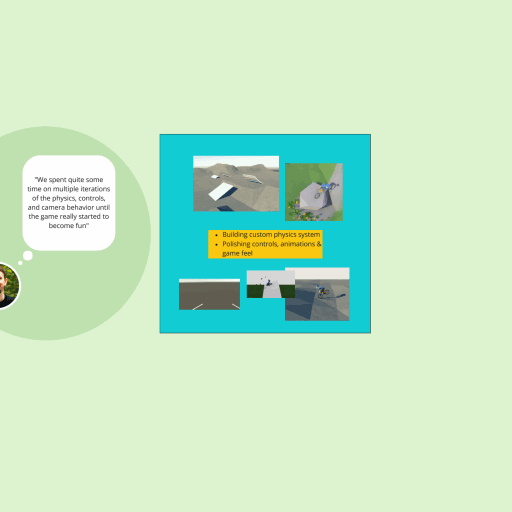 "We spent quite some
time on multiple iterations
of the physics, controls,
and camera behavior until
the game really started to
become fun"
• Building custom physics system
• Polishing controls, animations &
game feel